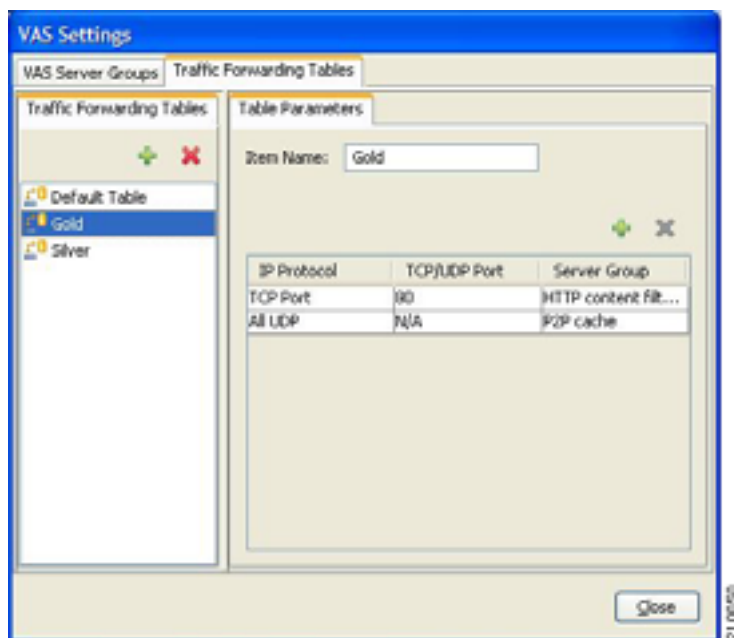 VAS Settings
VAS Server Groups Traffic Forwarding Tables
Traffic Forwarding Tables
Default Table
Gold
Silver
Table Parameters
Item Name: Gold
IP Protocol TCP/UDP Port Server Group
TCP Port 80 HTTP content filt...
All UDP N/A P2P cache
Close